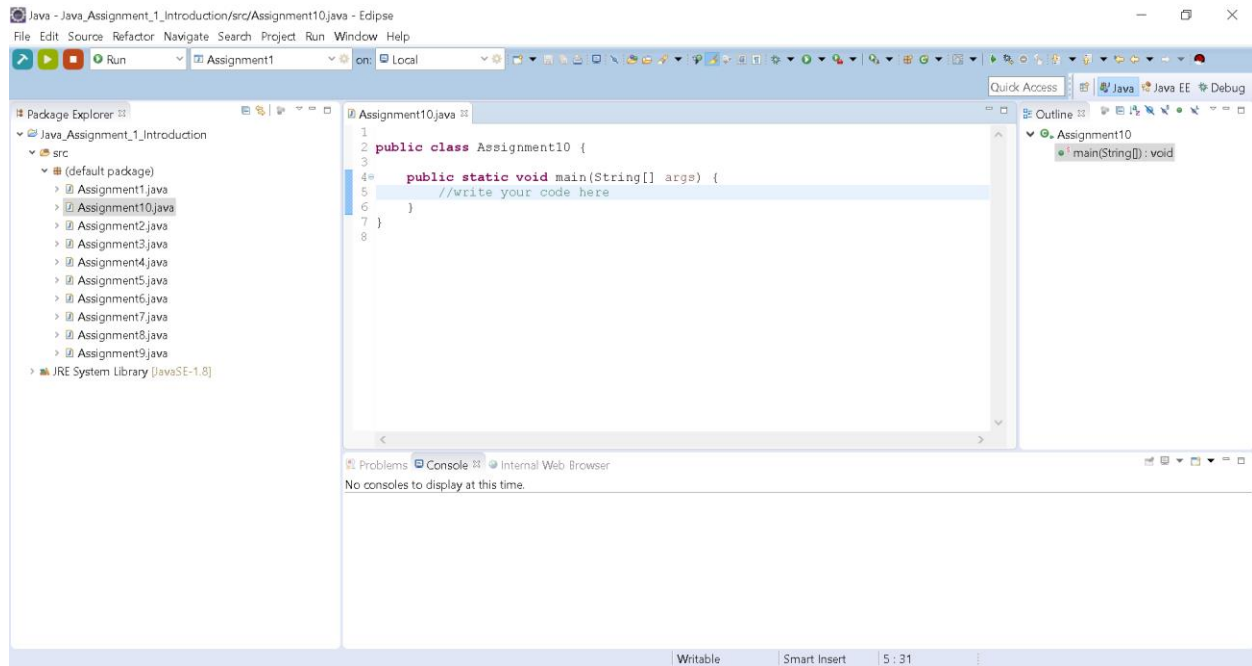 Java - Java_Assignment_1_Introduction/src/Assignment10.java - Eclipse
File Edit Source Refactor Navigate Search Project Run Window Help
Run Assignment1 on: Local
Quick Access Java Java EE Debug
Package Explorer
Java_Assignment_1_Introduction
src
(default package)
Assignment1.java
Assignment10.java
Assignment2.java
Assignment3.java
Assignment4.java
Assignment5.java
Assignment6.java
Assignment7.java
Assignment8.java
Assignment9.java
JRE System Library [JavaSE-1.8]
Assignment10.java
1
2 public class Assignment10 {
3
4 public static void main(String[] args) {
5 //write your code here
6 }
7 }
8
Outline
Assignment10
main(String[]) : void
Problems Console Internal Web Browser
No consoles to display at this time.
Writable Smart Insert 5 : 31